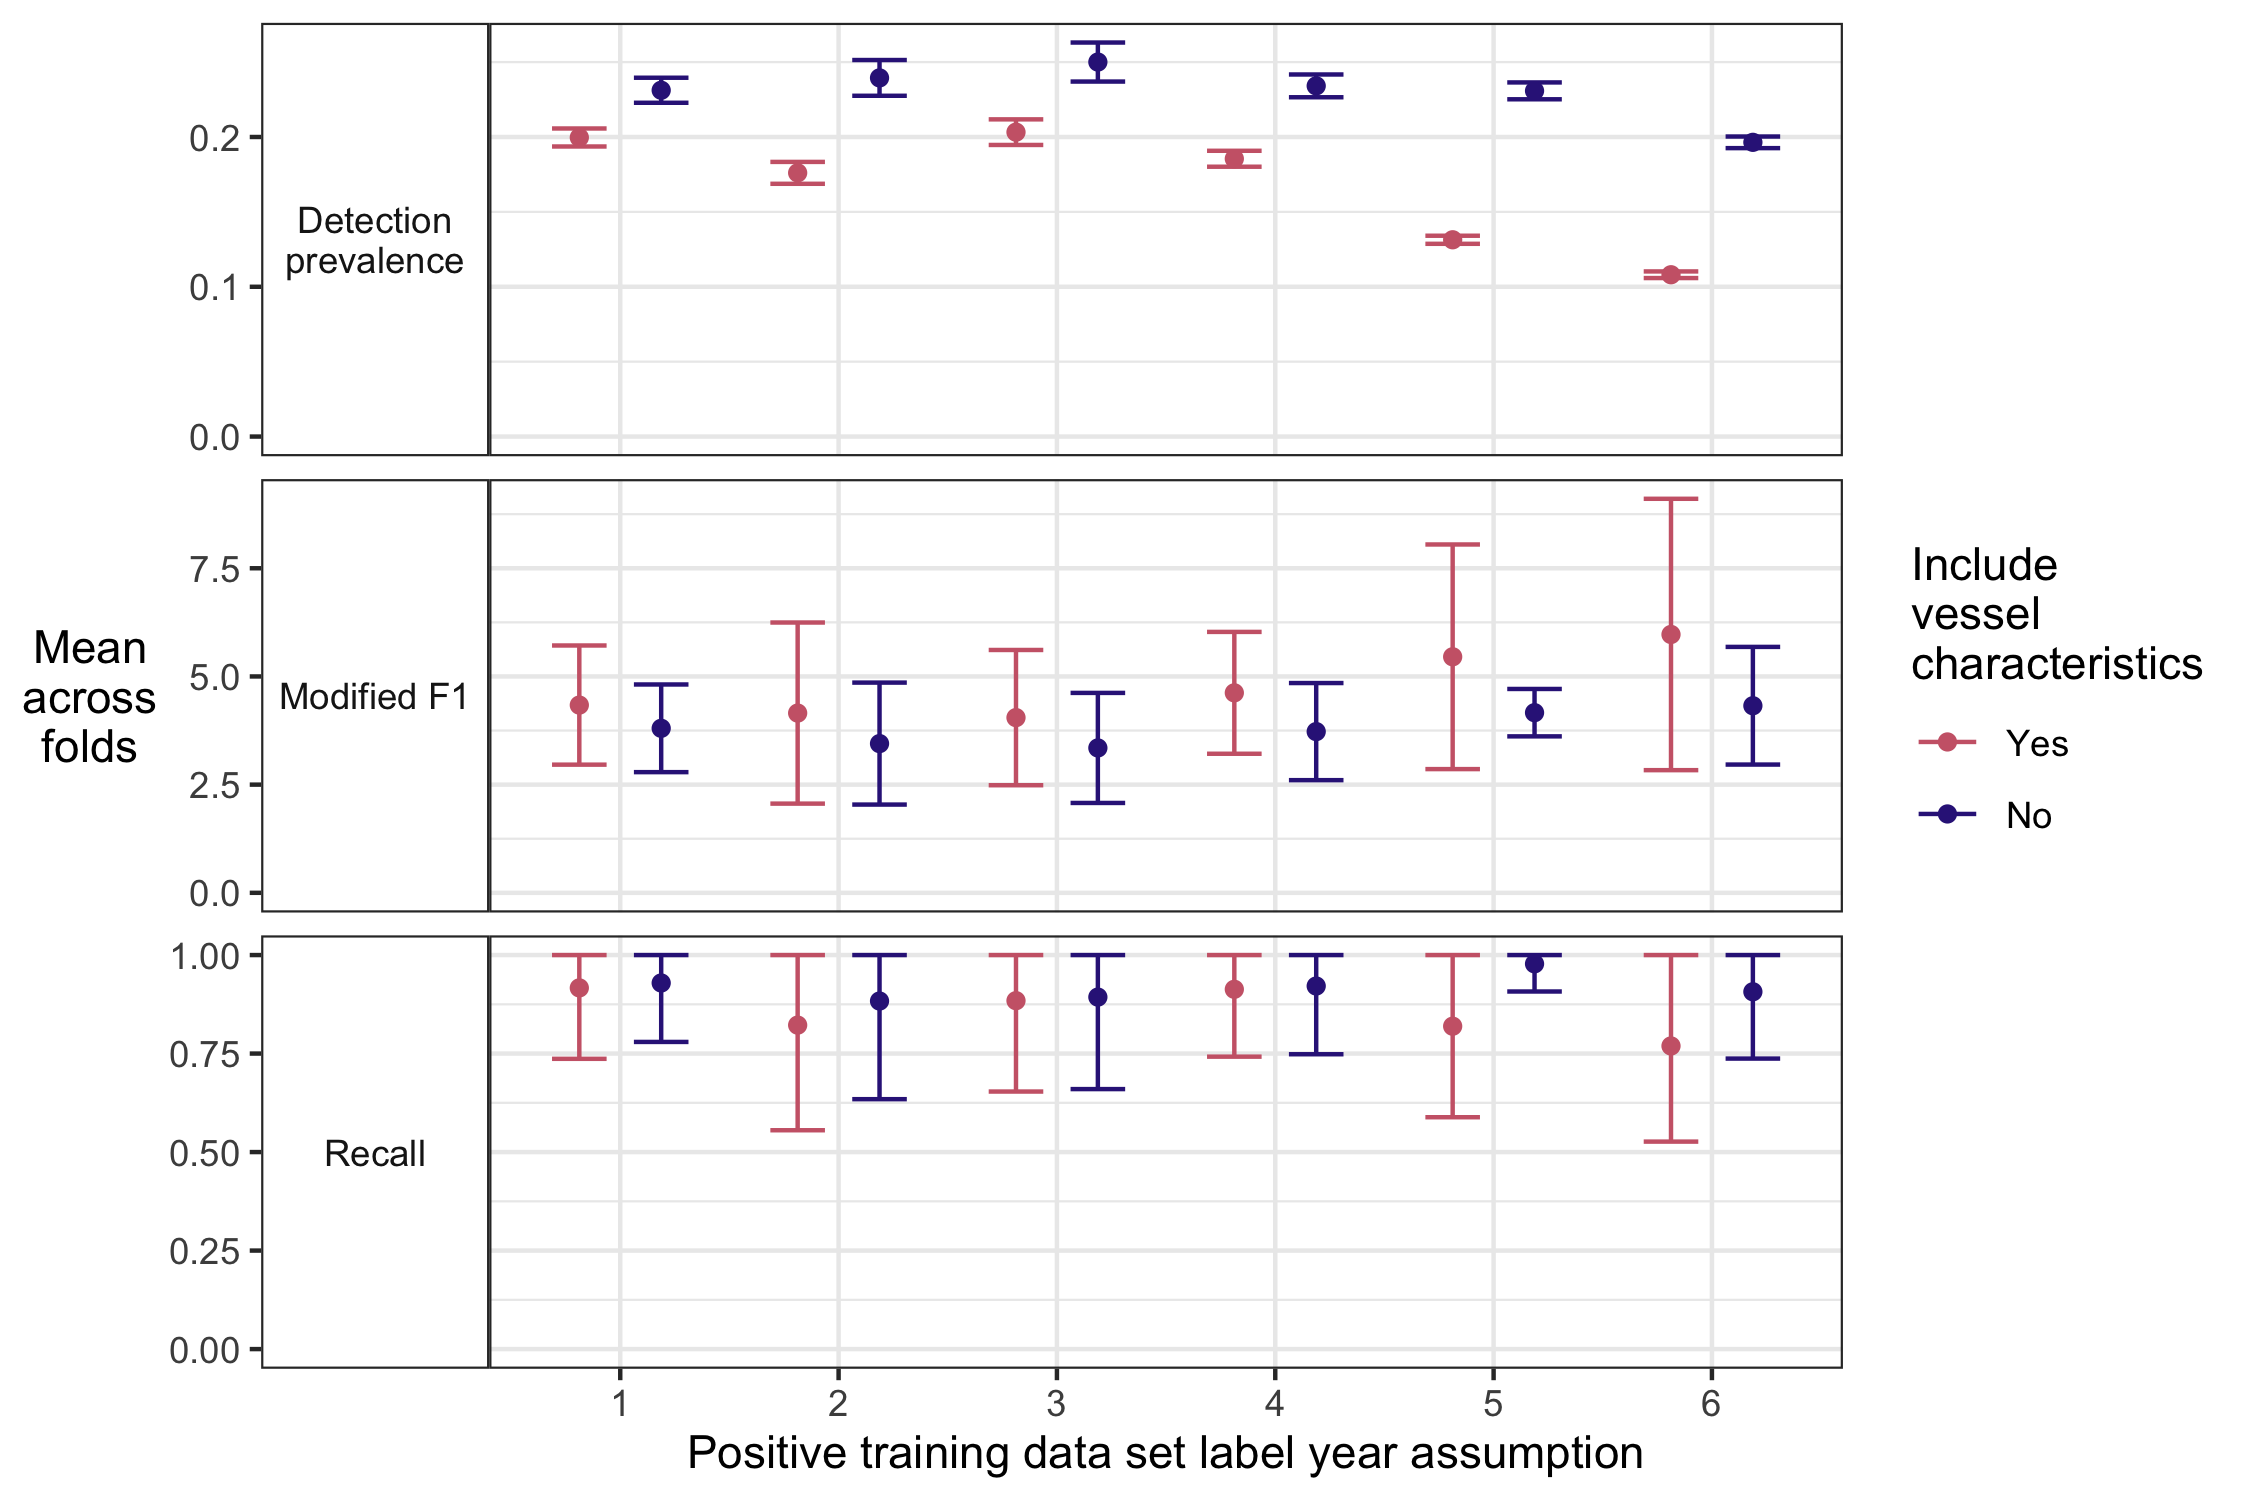 Mean
across
folds
Detection
prevalence
0.2
0.1
0.0
Modified F1
7.5
5.0
2.5
0.0
Recall
1.00
0.75
0.50
0.25
0.00
1 2 3 4 5 6
Positive training data set label year assumption
Include
vessel
characteristics
Yes
No